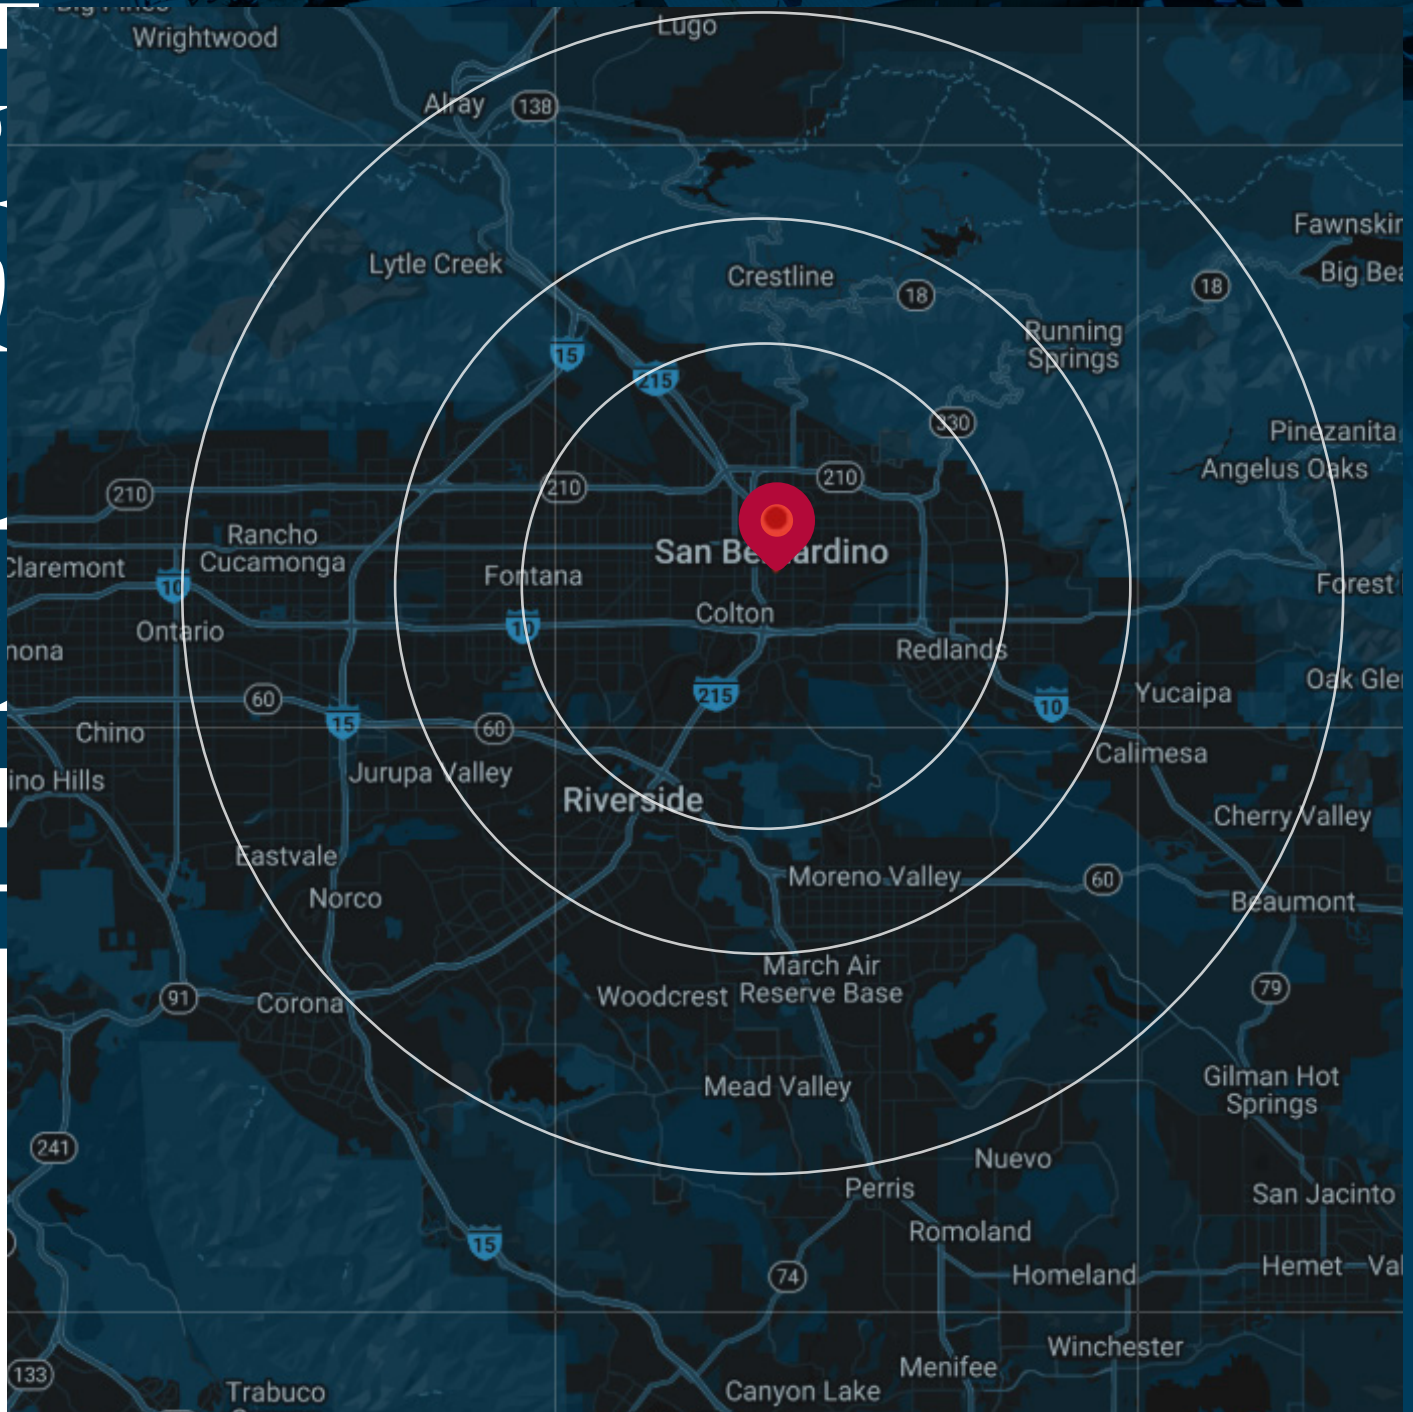 Wrightwood
Lugo
Alray
138
Fawnskin
Lytle Creek
Crestline
Big Bea
18
18
Running
Springs
15
215
330
Pinezanita
Angelus Oaks
210
210
210
Rancho
Cucamonga
San Be ardino
Claremont
Fontana
10
Forest
Colton
10
Ontario
nona
Redlands
Oak Gle
215
Yucaipa
60
10
15
60
Chino
Calimesa
ino Hills
Jurupa Valley
Riverside
Cherry Valley
Eastvale
Moreno Valley
60
Norco
Beaumont
March Air
Reserve Base
79
91
Woodcrest
Corona
Mead Valley
Gilman Hot
Springs
241
Nuevo
Perris
San Jacinto
Romoland
15
74
Homeland
Hemet
Val
Winchester
133
Menifee
Trabuco
Canyon Lake